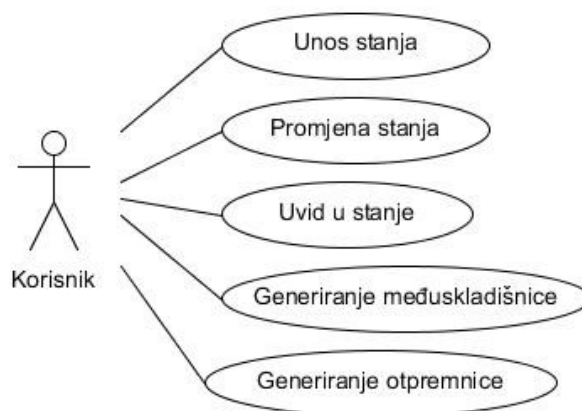 Unos stanja
Promjena stanja
Uvid u stanje
Korisnik
Generiranje međuskladišnice
Generiranje otpremnice